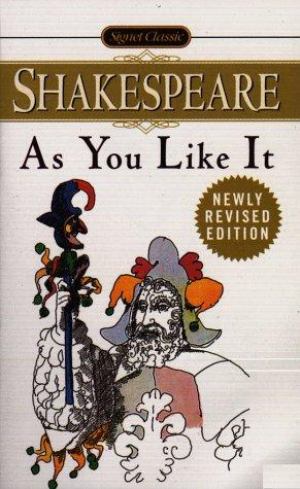 Signet Classic
SHAKESPEARE
As You Like It
NEWLY
REVISED
EDITION